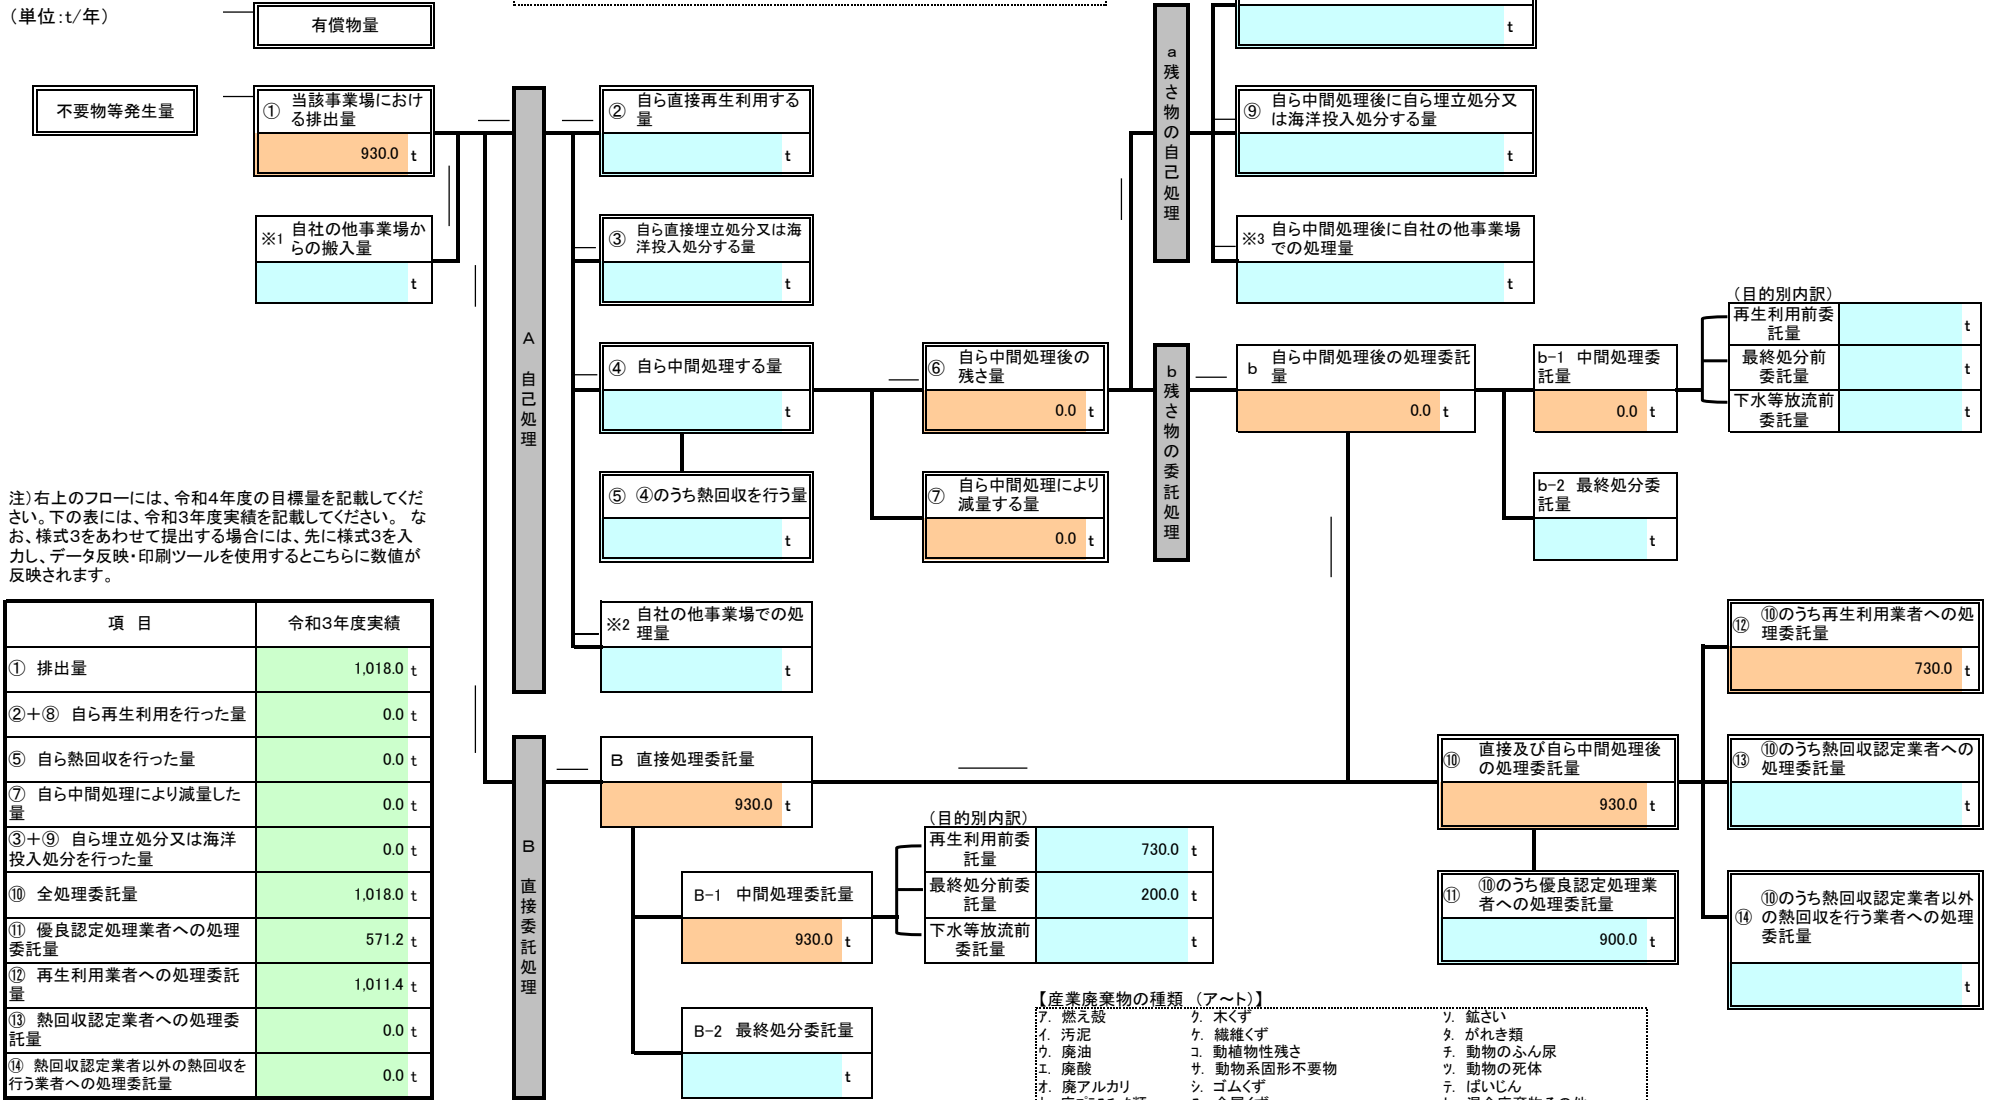 (単位:t/年)
有償物量
t
不要物等発生量
① 当該事業場におけ
る排出量
930.0 t
※1 自社の他事業場か
らの搬入量
t
A 自己処理
② 自ら直接再生利用する
量
t
③ 自ら直接埋立処分又は海
洋投入処分する量
t
④ 自ら中間処理する量
t
⑤ ④のうち熱回収を行う量
t
※2 自社の他事業場での処
理量
t
⑥ 自ら中間処理後の
残さ量
0.0 t
⑦ 自ら中間処理により
減量する量
0.0 t
a 残さ物の自己処理
⑨ 自ら中間処理後に自ら埋立処分又
は海洋投入処分する量
t
※3 自ら中間処理後に自社の他事業場
での処理量
t
b 残さ物の委託処理
b 自ら中間処理後の処理委託
量
0.0 t
b-1 中間処理委
託量
0.0 t
b-2 最終処分委
託量
t
(目的別内訳)
再生利用前委
託量
t
最終処分前
委託量
t
下水等放流前
委託量
t
注)右上のフローには、令和4年度の目標量を記載してくだ
さい。下の表には、令和3年度実績を記載してください。 な
お、様式3をあわせて提出する場合には、先に様式3を入
力し、データ反映・印刷ツールを使用するとこちらに数値が
反映されます。
項 目 令和3年度実績
① 排出量 1,018.0 t
②+⑧ 自ら再生利用を行った量 0.0 t
⑤ 自ら熱回収を行った量 0.0 t
⑦ 自ら中間処理により減量した
量 0.0 t
③+⑨ 自ら埋立処分又は海洋
投入処分を行った量 0.0 t
⑩ 全処理委託量 1,018.0 t
⑪ 優良認定処理業者への処理
委託量 571.2 t
⑫ 再生利用業者への処理委託
量 1,011.4 t
⑬ 熱回収認定業者への処理委
託量 0.0 t
⑭ 熱回収認定業者以外の熱回収を
行う業者への処理委託量 0.0 t
B 直接委託処理
B 直接処理委託量
930.0 t
B-1 中間処理委託量
930.0 t
B-2 最終処分委託量
t
(目的別内訳)
再生利用前委
託量
730.0 t
最終処分前委
託量
200.0 t
下水等放流前
委託量
t
⑩ 直接及び自ら中間処理後
の処理委託量
930.0 t
⑪ ⑩のうち優良認定処理業
者への処理委託量
900.0 t
⑫ ⑩のうち再生利用業者への処
理委託量
730.0 t
⑬ ⑩のうち熱回収認定業者への
処理委託量
t
⑭ ⑩のうち熱回収認定業者以外
の熱回収を行う業者への処理
委託量
t
【産業廃棄物の種類 (ア~ト)】
ア. 燃え殻 ク. 木くず ソ. 鉱さい
イ. 汚泥 ケ. 繊維くず タ. がれき類
ウ. 廃油 コ. 動植物性残さ チ. 動物のふん尿
エ. 廃酸 サ. 動物系固形不要物 ツ. 動物の死体
オ. 廃アルカリ シ. ゴムくず テ. ばいじん